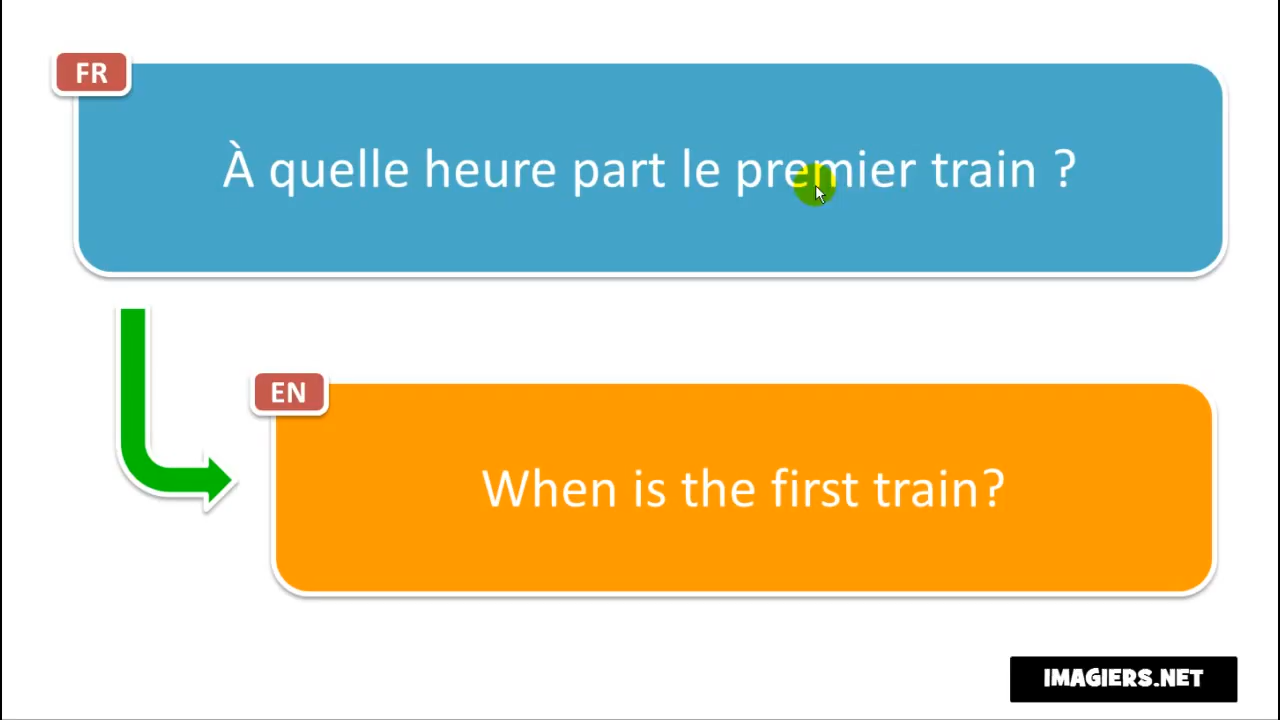 FR
À quelle heure part le premier train ?
EN
When is the first train?
IMAGIERS.NET